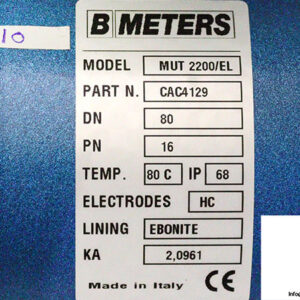 10
B METERS
MODEL MUT 2200/EL
PART N. CAC4129
DN 80
PN 16
TEMP. 80 C IP 68
ELECTRODES HC
LINING EBONITE
KA 2,0961
Made in Italy CE